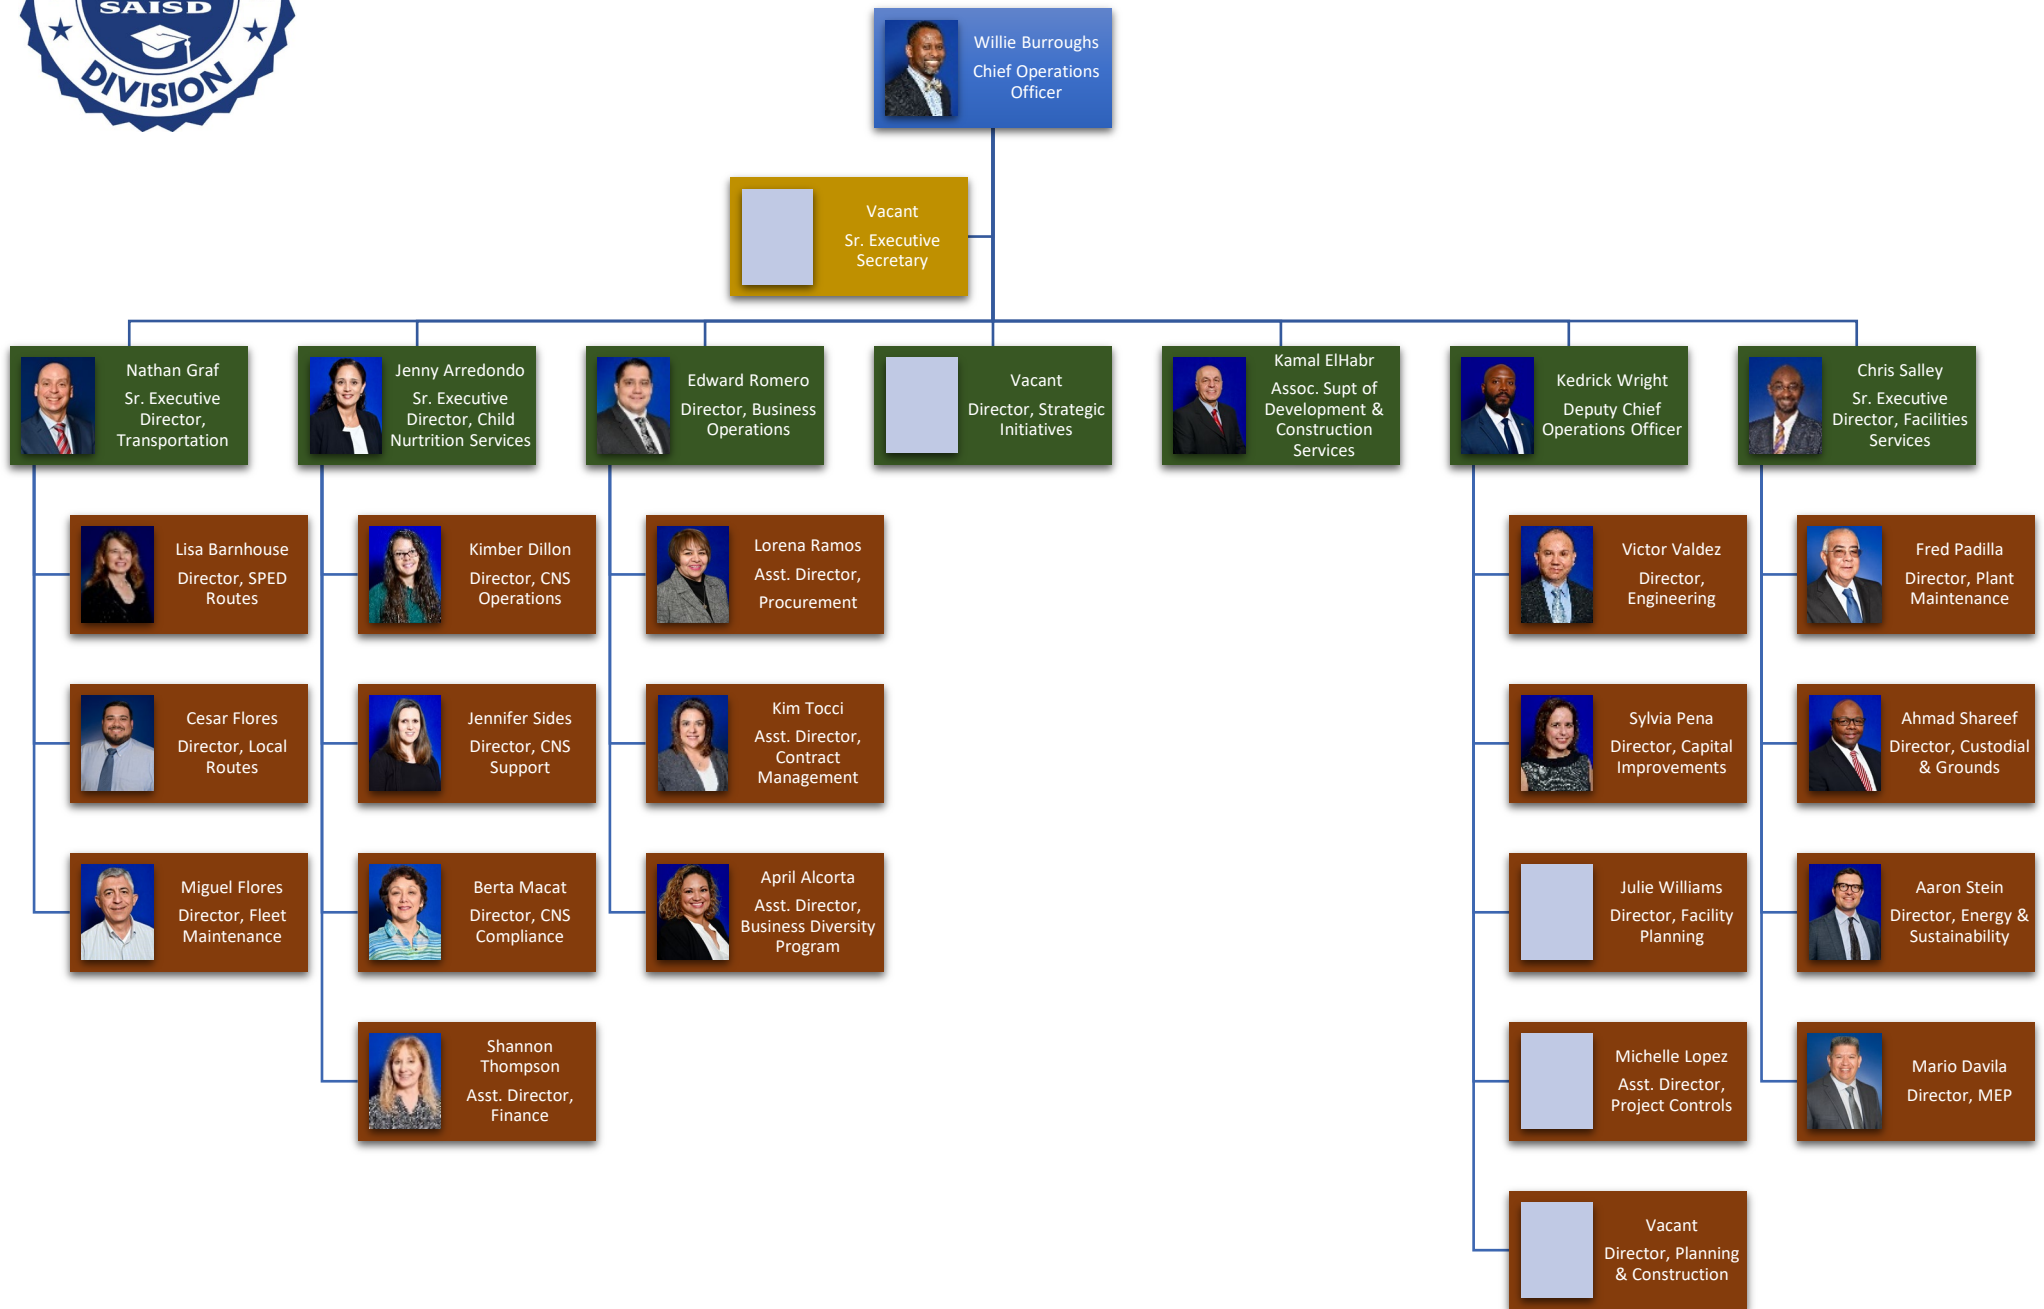 SAISD
DIVISION
Willie Burroughs
Chief Operations
Officer
Vacant
Sr. Executive
Secretary
Nathan Graf
Sr. Executive
Director,
Transportation
Jenny Arredondo
Sr. Executive
Director, Child
Nurtrition Services
Edward Romero
Director, Business
Operations
Vacant
Director, Strategic
Initiatives
Kamal ElHabr
Assoc. Supt of
Development &
Construction
Services
Kedrick Wright
Deputy Chief
Operations Officer
Chris Salley
Sr. Executive
Director, Facilities
Services
Lisa Barnhouse
Director, SPED
Routes
Cesar Flores
Director, Local
Routes
Miguel Flores
Director, Fleet
Maintenance
Kimber Dillon
Director, CNS
Operations
Jennifer Sides
Director, CNS
Support
Berta Macat
Director, CNS
Compliance
Shannon
Thompson
Asst. Director,
Finance
Lorena Ramos
Asst. Director,
Procurement
Kim Tocci
Asst. Director,
Contract
Management
April Alcorta
Asst. Director,
Business Diversity
Program
Victor Valdez
Director,
Engineering
Sylvia Pena
Director, Capital
Improvements
Julie Williams
Director, Facility
Planning
Michelle Lopez
Asst. Director,
Project Controls
Vacant
Director, Planning
& Construction
Fred Padilla
Director, Plant
Maintenance
Ahmad Shareef
Director, Custodial
& Grounds
Aaron Stein
Director, Energy &
Sustainability
Mario Davila
Director, MEP